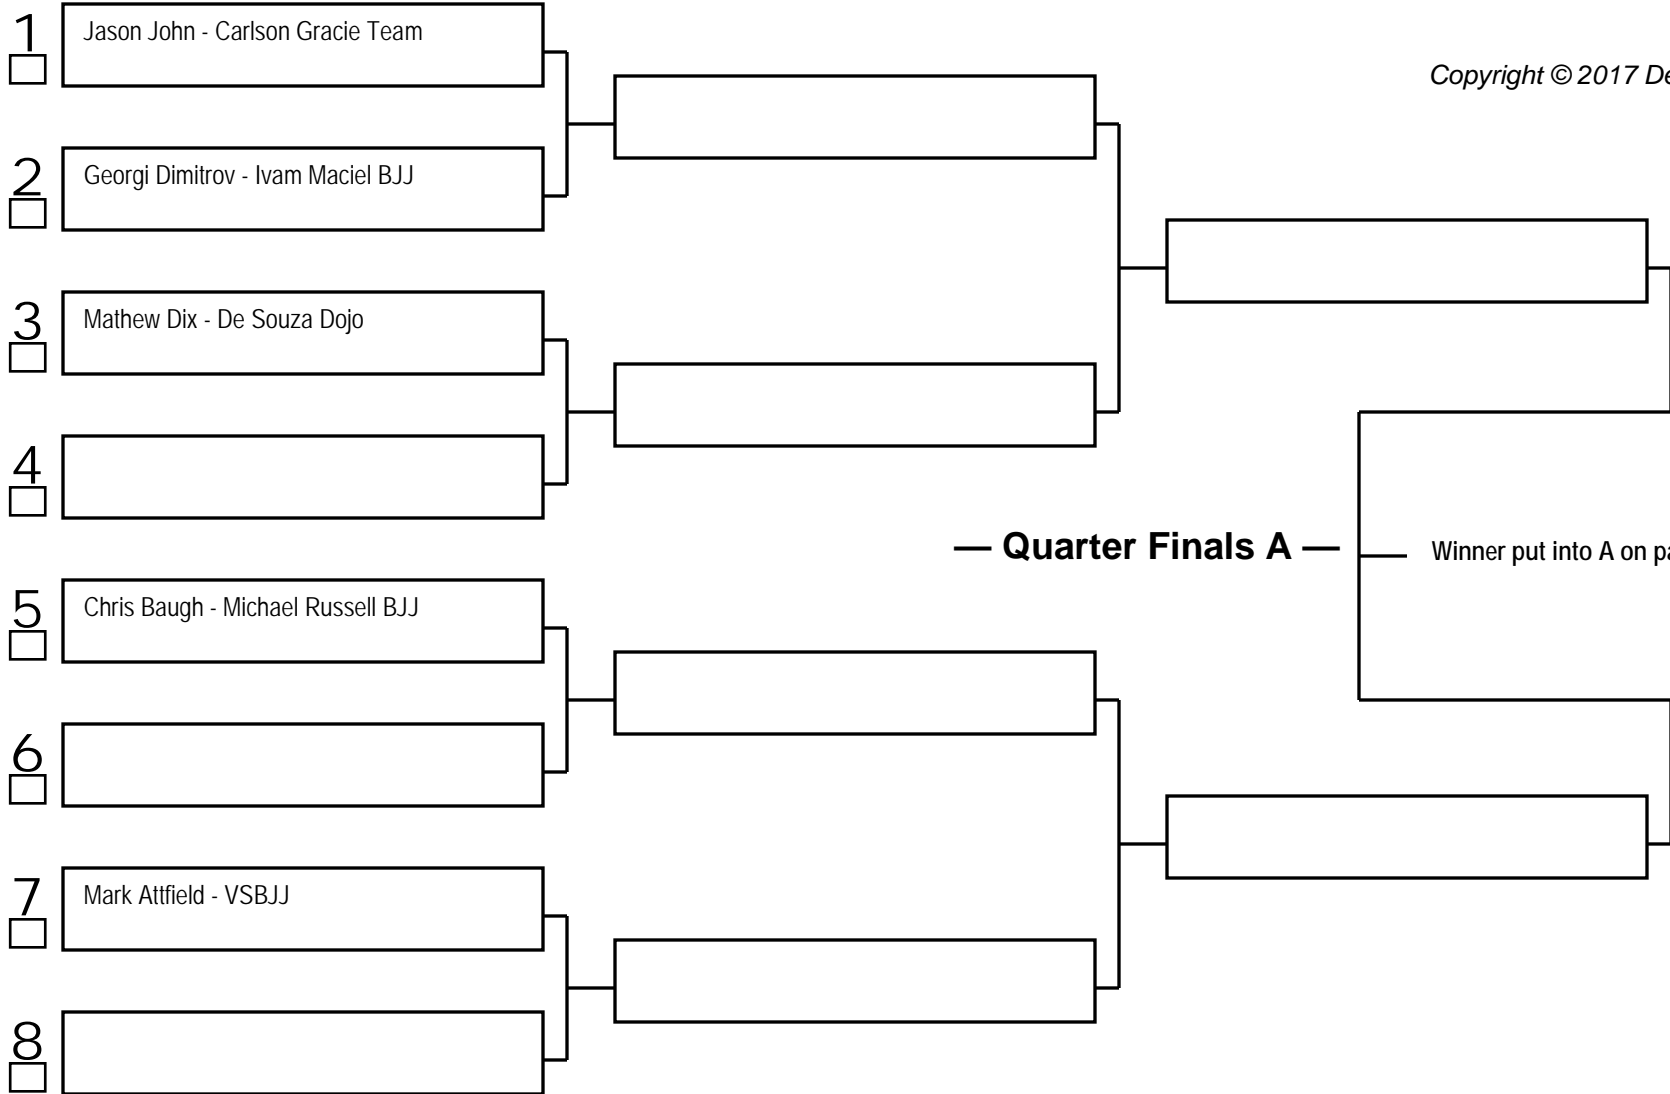 1
Jason John - Carlson Gracie Team
Copyright © 2017
2
Georgi Dimitrov - Ivam Maciel BJJ
3
Mathew Dix - De Souza Dojo
4
— Quarter Finals A —
Winner put into A on
5
Chris Baugh - Michael Russell BJJ
6
7
Mark Attfield - VSBJJ
8